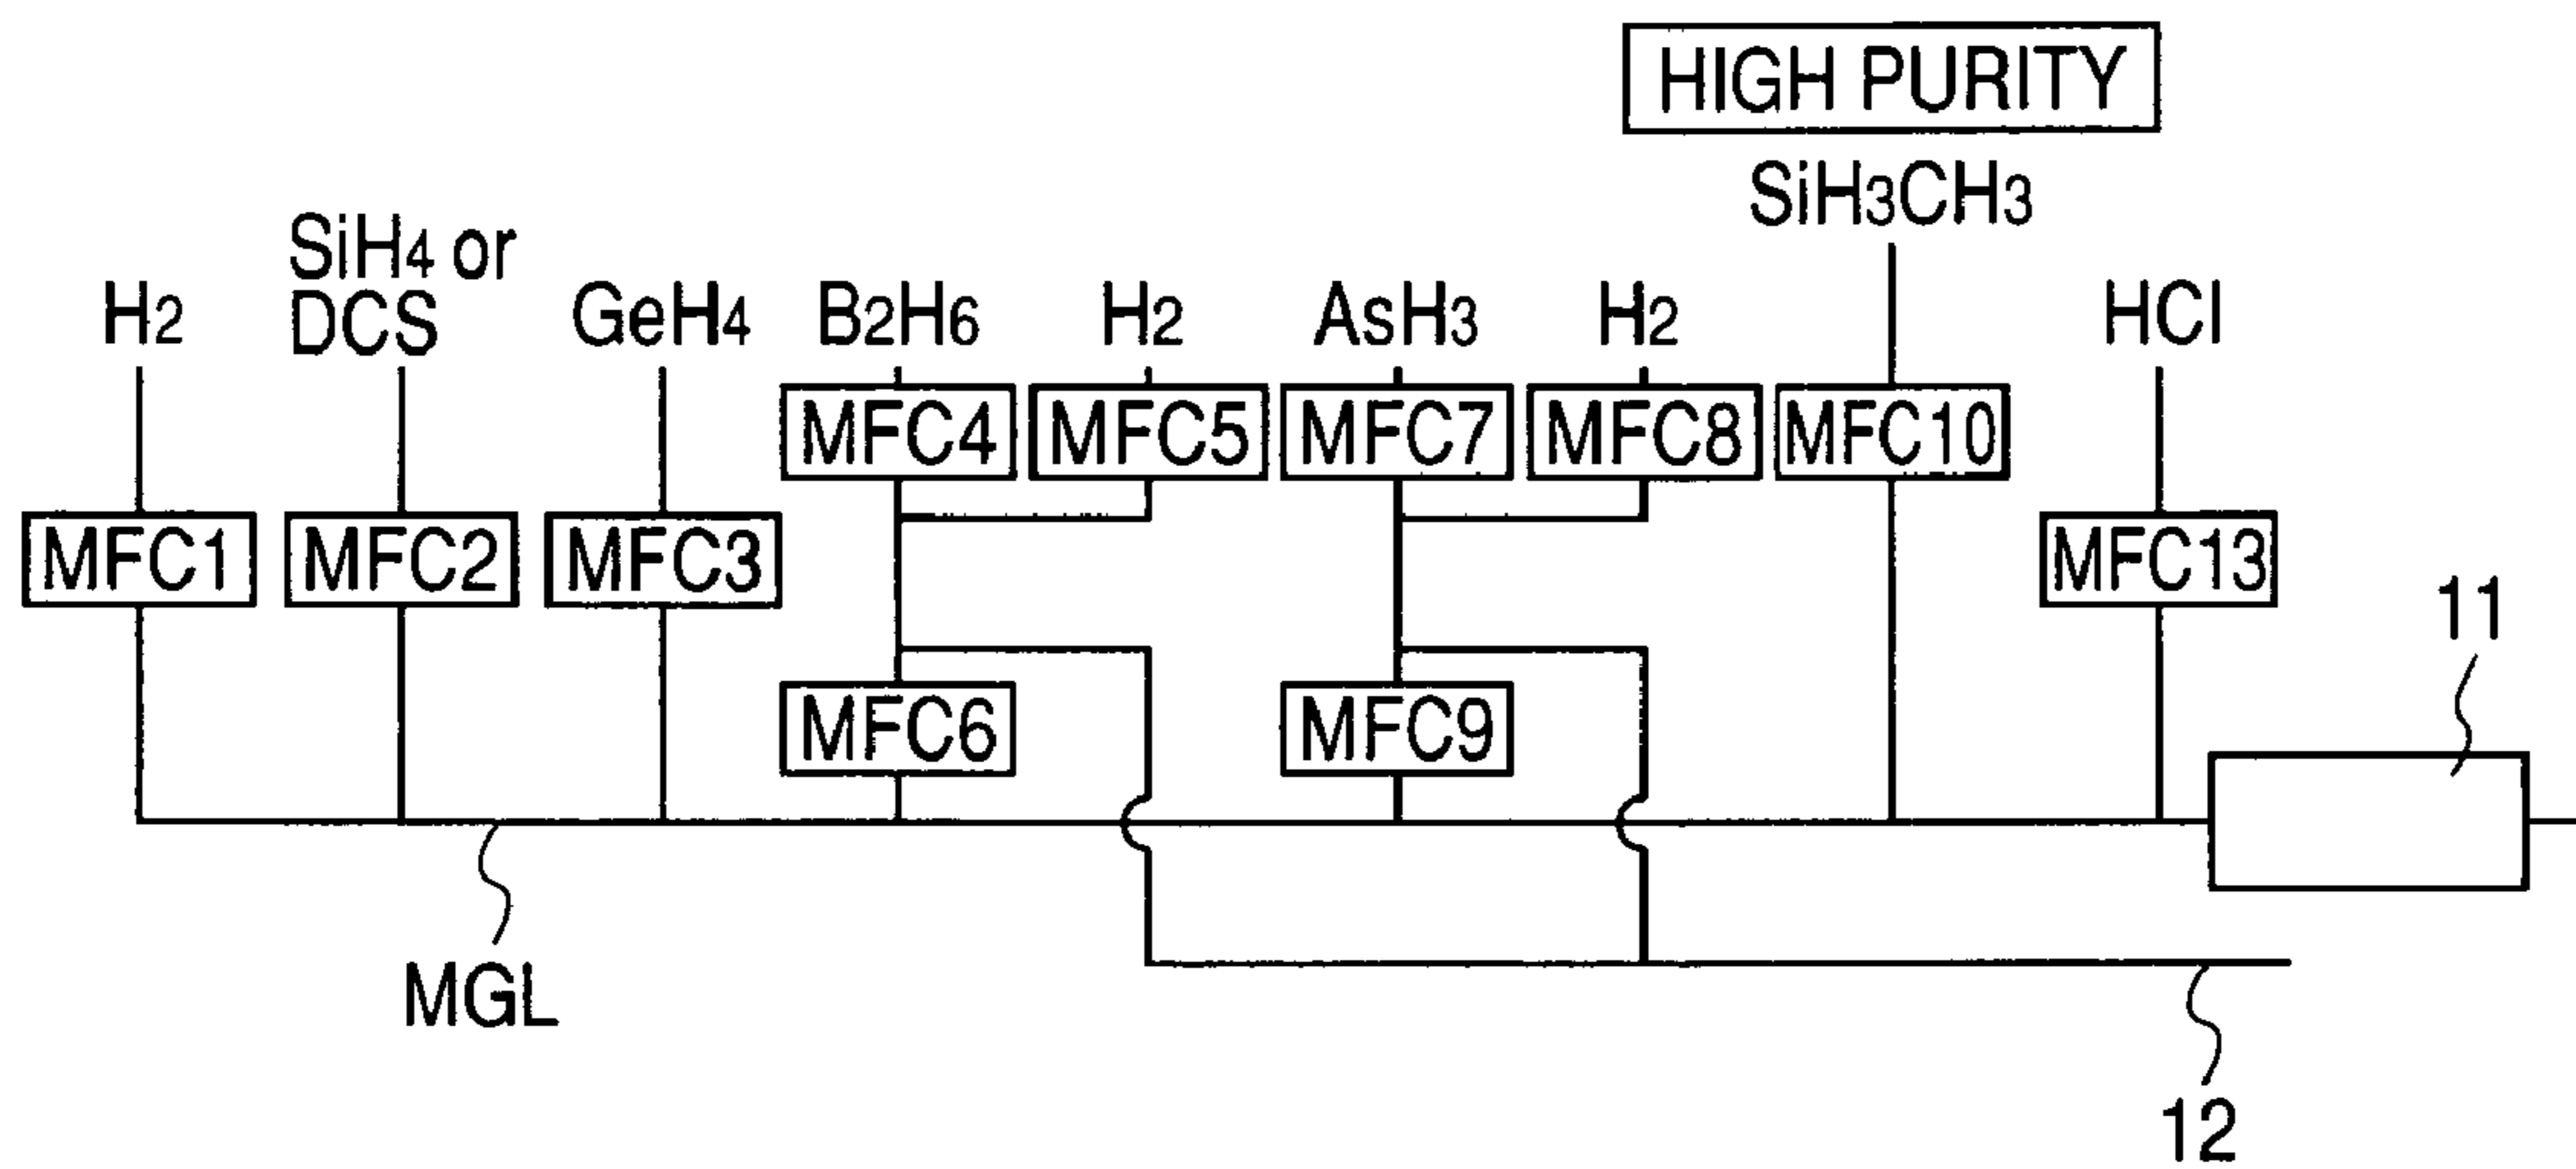 HIGH PURITY
SiH3CH3
SiH4 or
DCS
H2
GeH4
B2H6
H2
AsH3
H2
HCl
MFC4
MFC5
MFC7
MFC8
MFC10
MFC1
MFC2
MFC3
MFC13
11
MFC6
MFC9
MGL
12